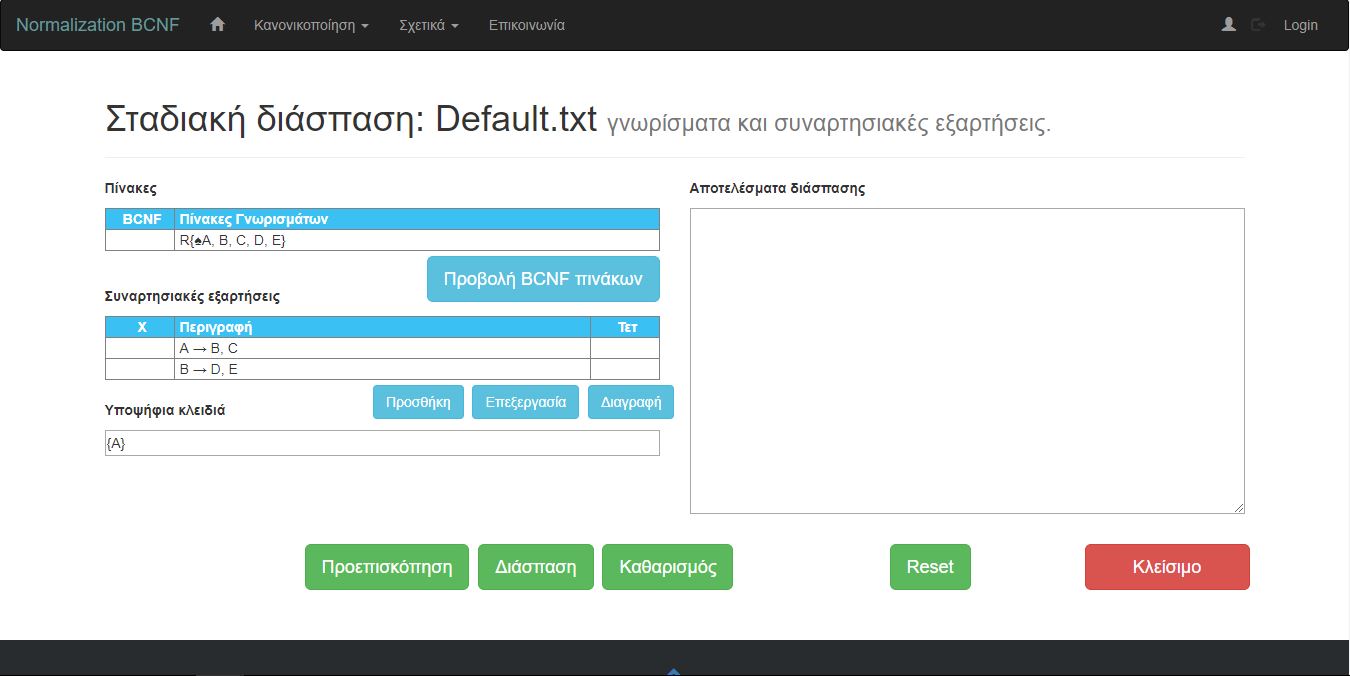 Normalization BCNF Κανονικοποίηση Σχετικά Επικοινωνία Login
Σταδιακή διάσπαση: Default.txt γνωρίσματα και συναρτησιακές εξαρτήσεις.
Πίνακες
BCNF Πίνακες Γνωρισμάτων
R{♠A, B, C, D, E}
Προβολή BCNF πινάκων
Συναρτησιακές εξαρτήσεις
X Περιγραφή Τετ
A → B, C
B → D, E
Προσθήκη Επεξεργασία Διαγραφή
Υποψήφια κλειδιά
{A}
Αποτελέσματα διάσπασης
Προεπισκόπηση Διάσπαση Καθαρισμός Reset Κλείσιμο